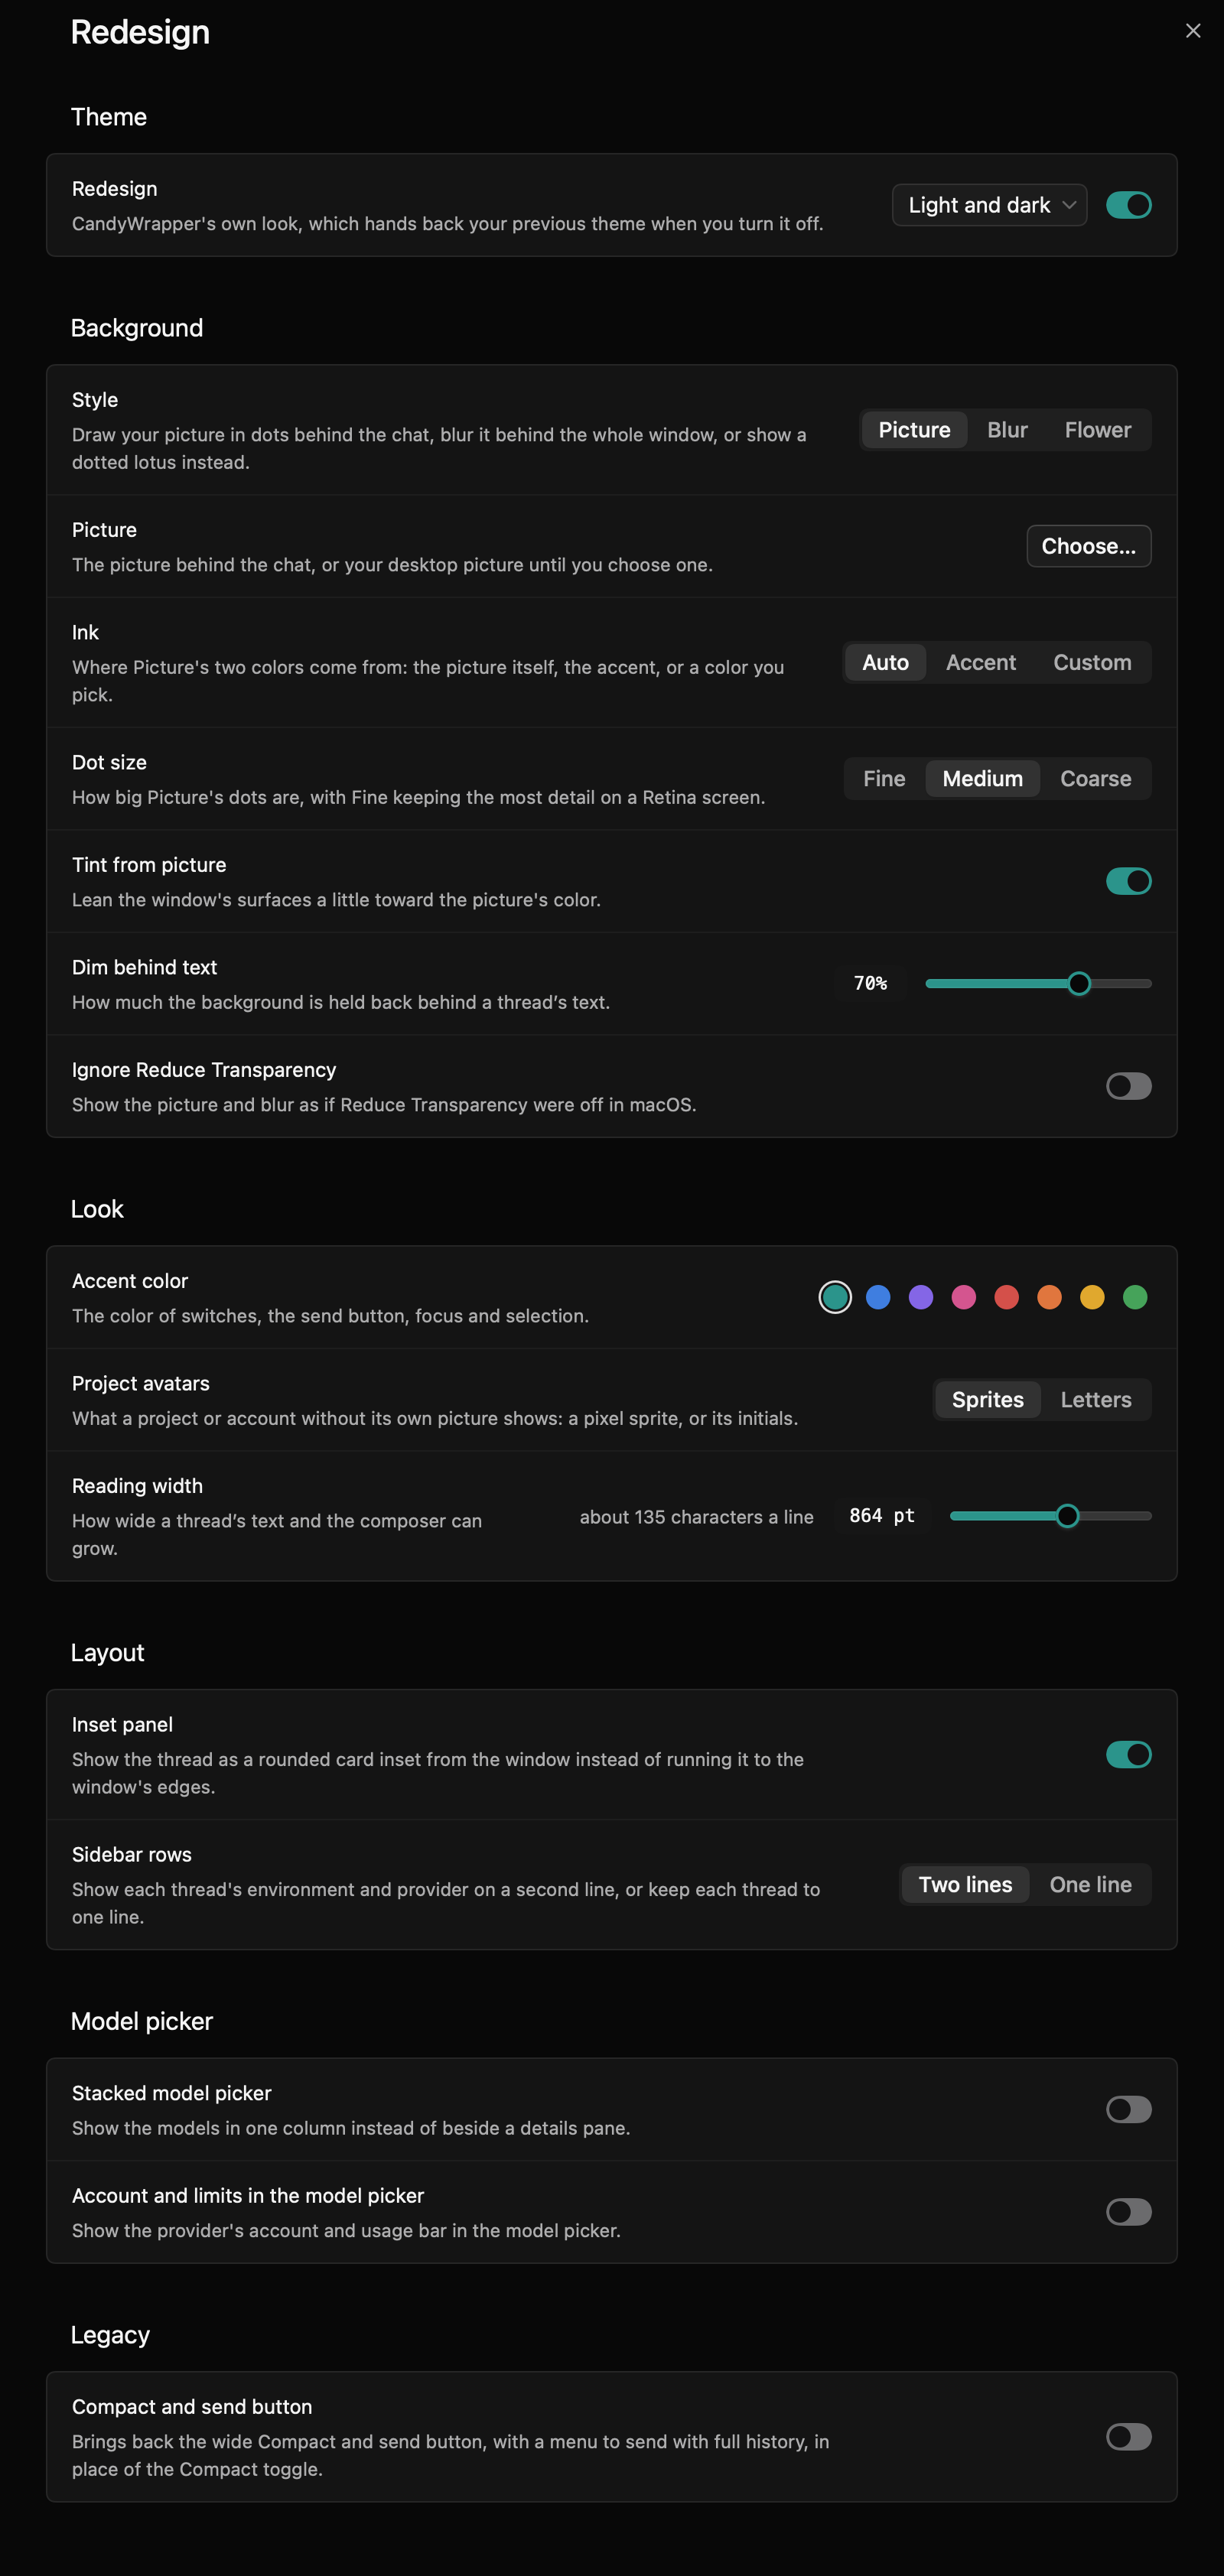 Redesign
Theme
Redesign
CandyWrapper's own look, which hands back your previous theme when you turn it off.
Light and dark
Background
Style
Draw your picture in dots behind the chat, blur it behind the whole window, or show a
dotted lotus instead.
Picture Blur Flower
Picture
The picture behind the chat, or your desktop picture until you choose one.
Choose...
Ink
Where Picture's two colors come from: the picture itself, the accent, or a color you
pick.
Auto Accent Custom
Dot size
How big Picture's dots are, with Fine keeping the most detail on a Retina screen.
Fine Medium Coarse
Tint from picture
Lean the window's surfaces a little toward the picture's color.
Dim behind text
How much the background is held back behind a thread’s text.
70%
Ignore Reduce Transparency
Show the picture and blur as if Reduce Transparency were off in macOS.
Look
Accent color
The color of switches, the send button, focus and selection.
Project avatars
What a project or account without its own picture shows: a pixel sprite, or its initials.
Sprites Letters
Reading width
How wide a thread’s text and the composer can
grow.
about 135 characters a line 864 pt
Layout
Inset panel
Show the thread as a rounded card inset from the window instead of running it to the
window's edges.
Sidebar rows
Show each thread's environment and provider on a second line, or keep each thread to
one line.
Two lines One line
Model picker
Stacked model picker
Show the models in one column instead of beside a details pane.
Account and limits in the model picker
Show the provider's account and usage bar in the model picker.
Legacy
Compact and send button
Brings back the wide Compact and send button, with a menu to send with full history, in
place of the Compact toggle.